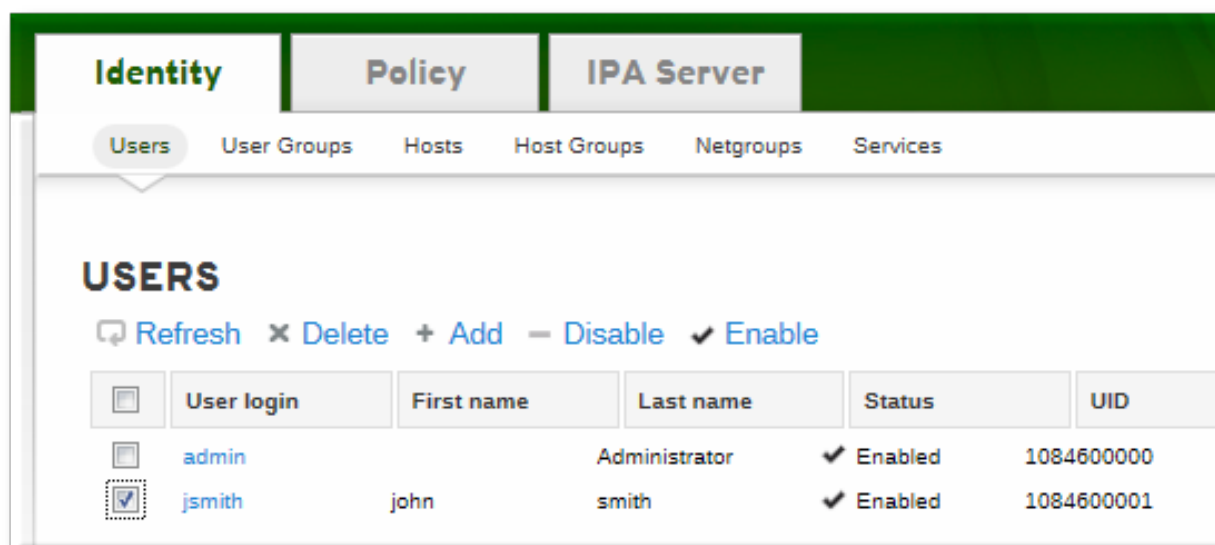 Identity Policy IPA Server
Users User Groups Hosts Host Groups Netgroups Services
USERS
Refresh Delete Add Disable Enable
User login First name Last name Status UID
admin Administrator Enabled 1084600000
jsmith john smith Enabled 1084600001